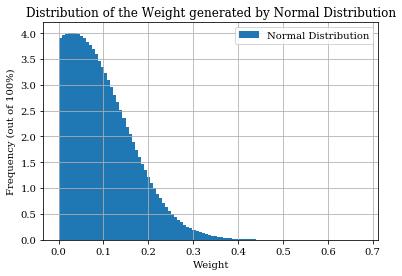 Distribution of the Weight generated by Normal Distribution
Normal Distribution
Frequency (out of 100%)
4.0
3.5
3.0
2.5
2.0
1.5
1.0
0.5
0.0
0.0 0.1 0.2 0.3 0.4 0.5 0.6 0.7
Weight